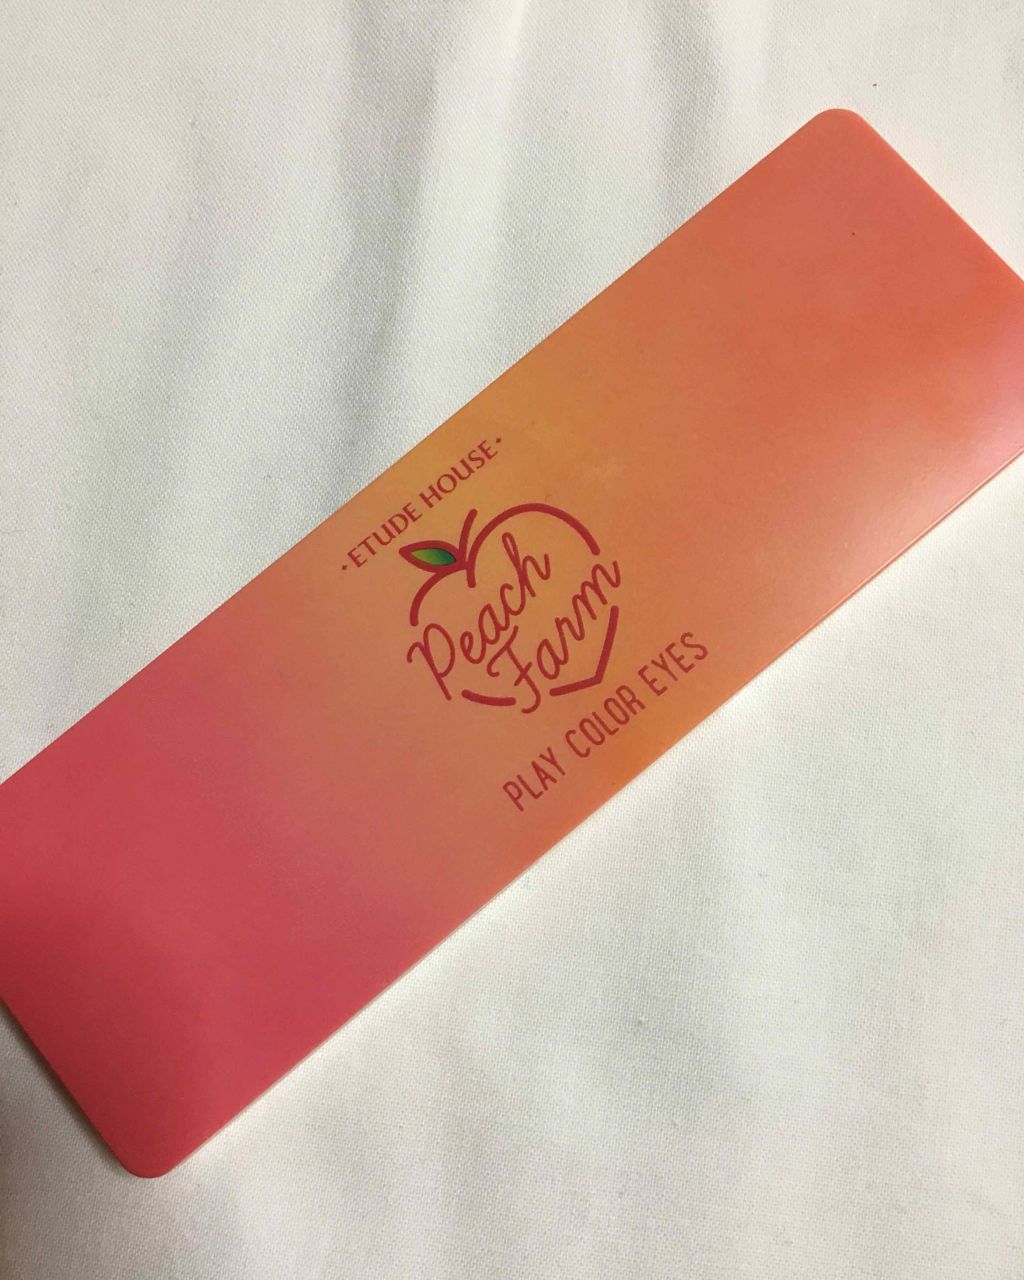 ETUDE HOUSE
Peach
Farm
PLAY COLOR EYES